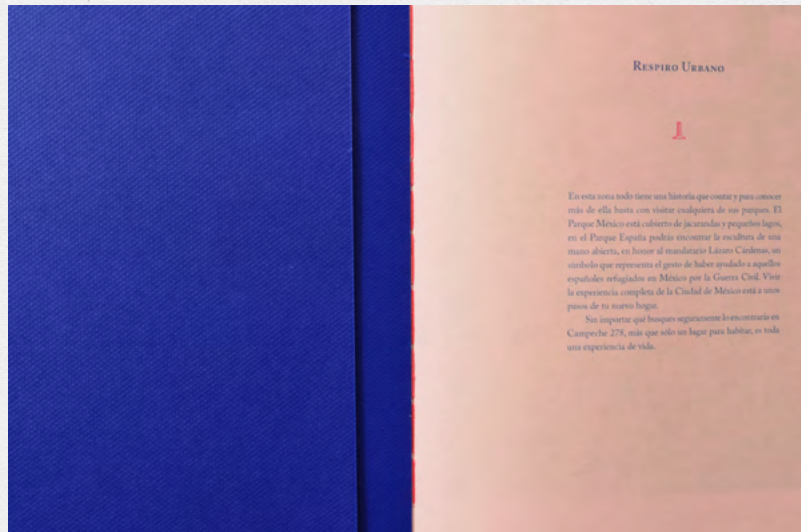 RESPIRO URBANO
En esta zona todo tiene una historia que contar y para conocer
más de ella basta con visitar cualquiera de sus parques. El
Parque México está cubierto de jacarandas y pequeños lagos,
en el Parque España podrás encontrar la escultura de una
mano abierta, en honor al mandatario Lázaro Cárdenas, un
símbolo que representa el gesto de haber ayudado a aquellos
españoles refugiados en México por la Guerra Civil. Vivir
la experiencia completa de la Ciudad de México está a unos
pasos de tu nuevo hogar.
Sin importar qué busques seguramente lo encontrarás en
Campeche 278, más que sólo un lugar para habitar, es toda
una experiencia de vida.